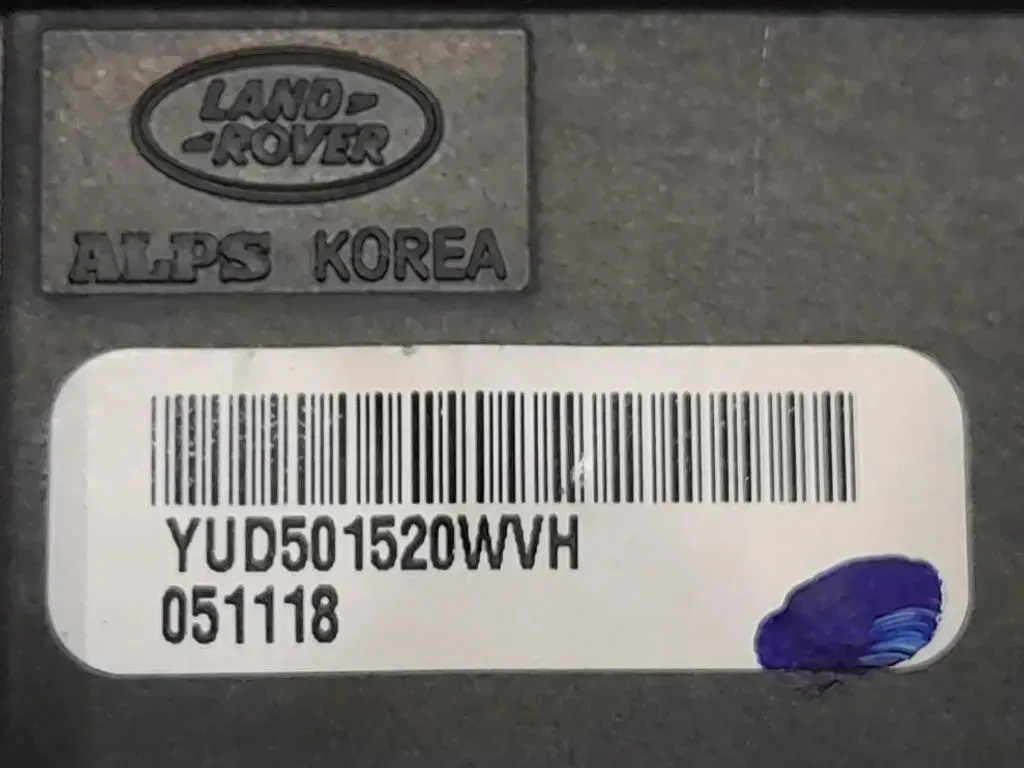 LAND
ROVER
ALPS KOREA
YUD501520WVH
051118